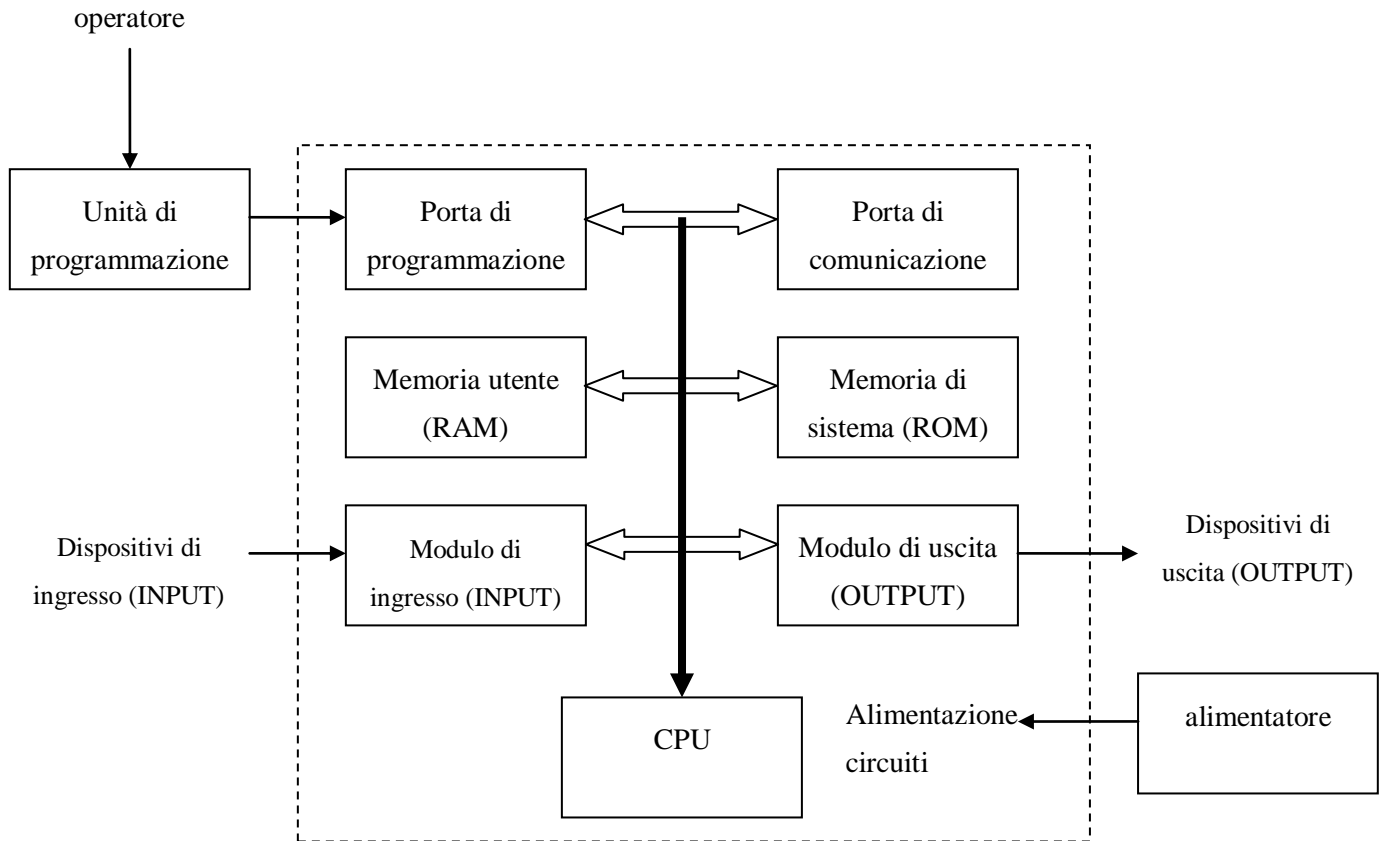 operatore
Unità di
programmazione
Porta di
programmazione
Porta di
comunicazione
Memoria utente
(RAM)
Memoria di
sistema (ROM)
Dispositivi di
ingresso (INPUT)
Modulo di
ingresso (INPUT)
Modulo di uscita
(OUTPUT)
Dispositivi di
uscita (OUTPUT)
CPU
Alimentazione
circuiti
alimentatore